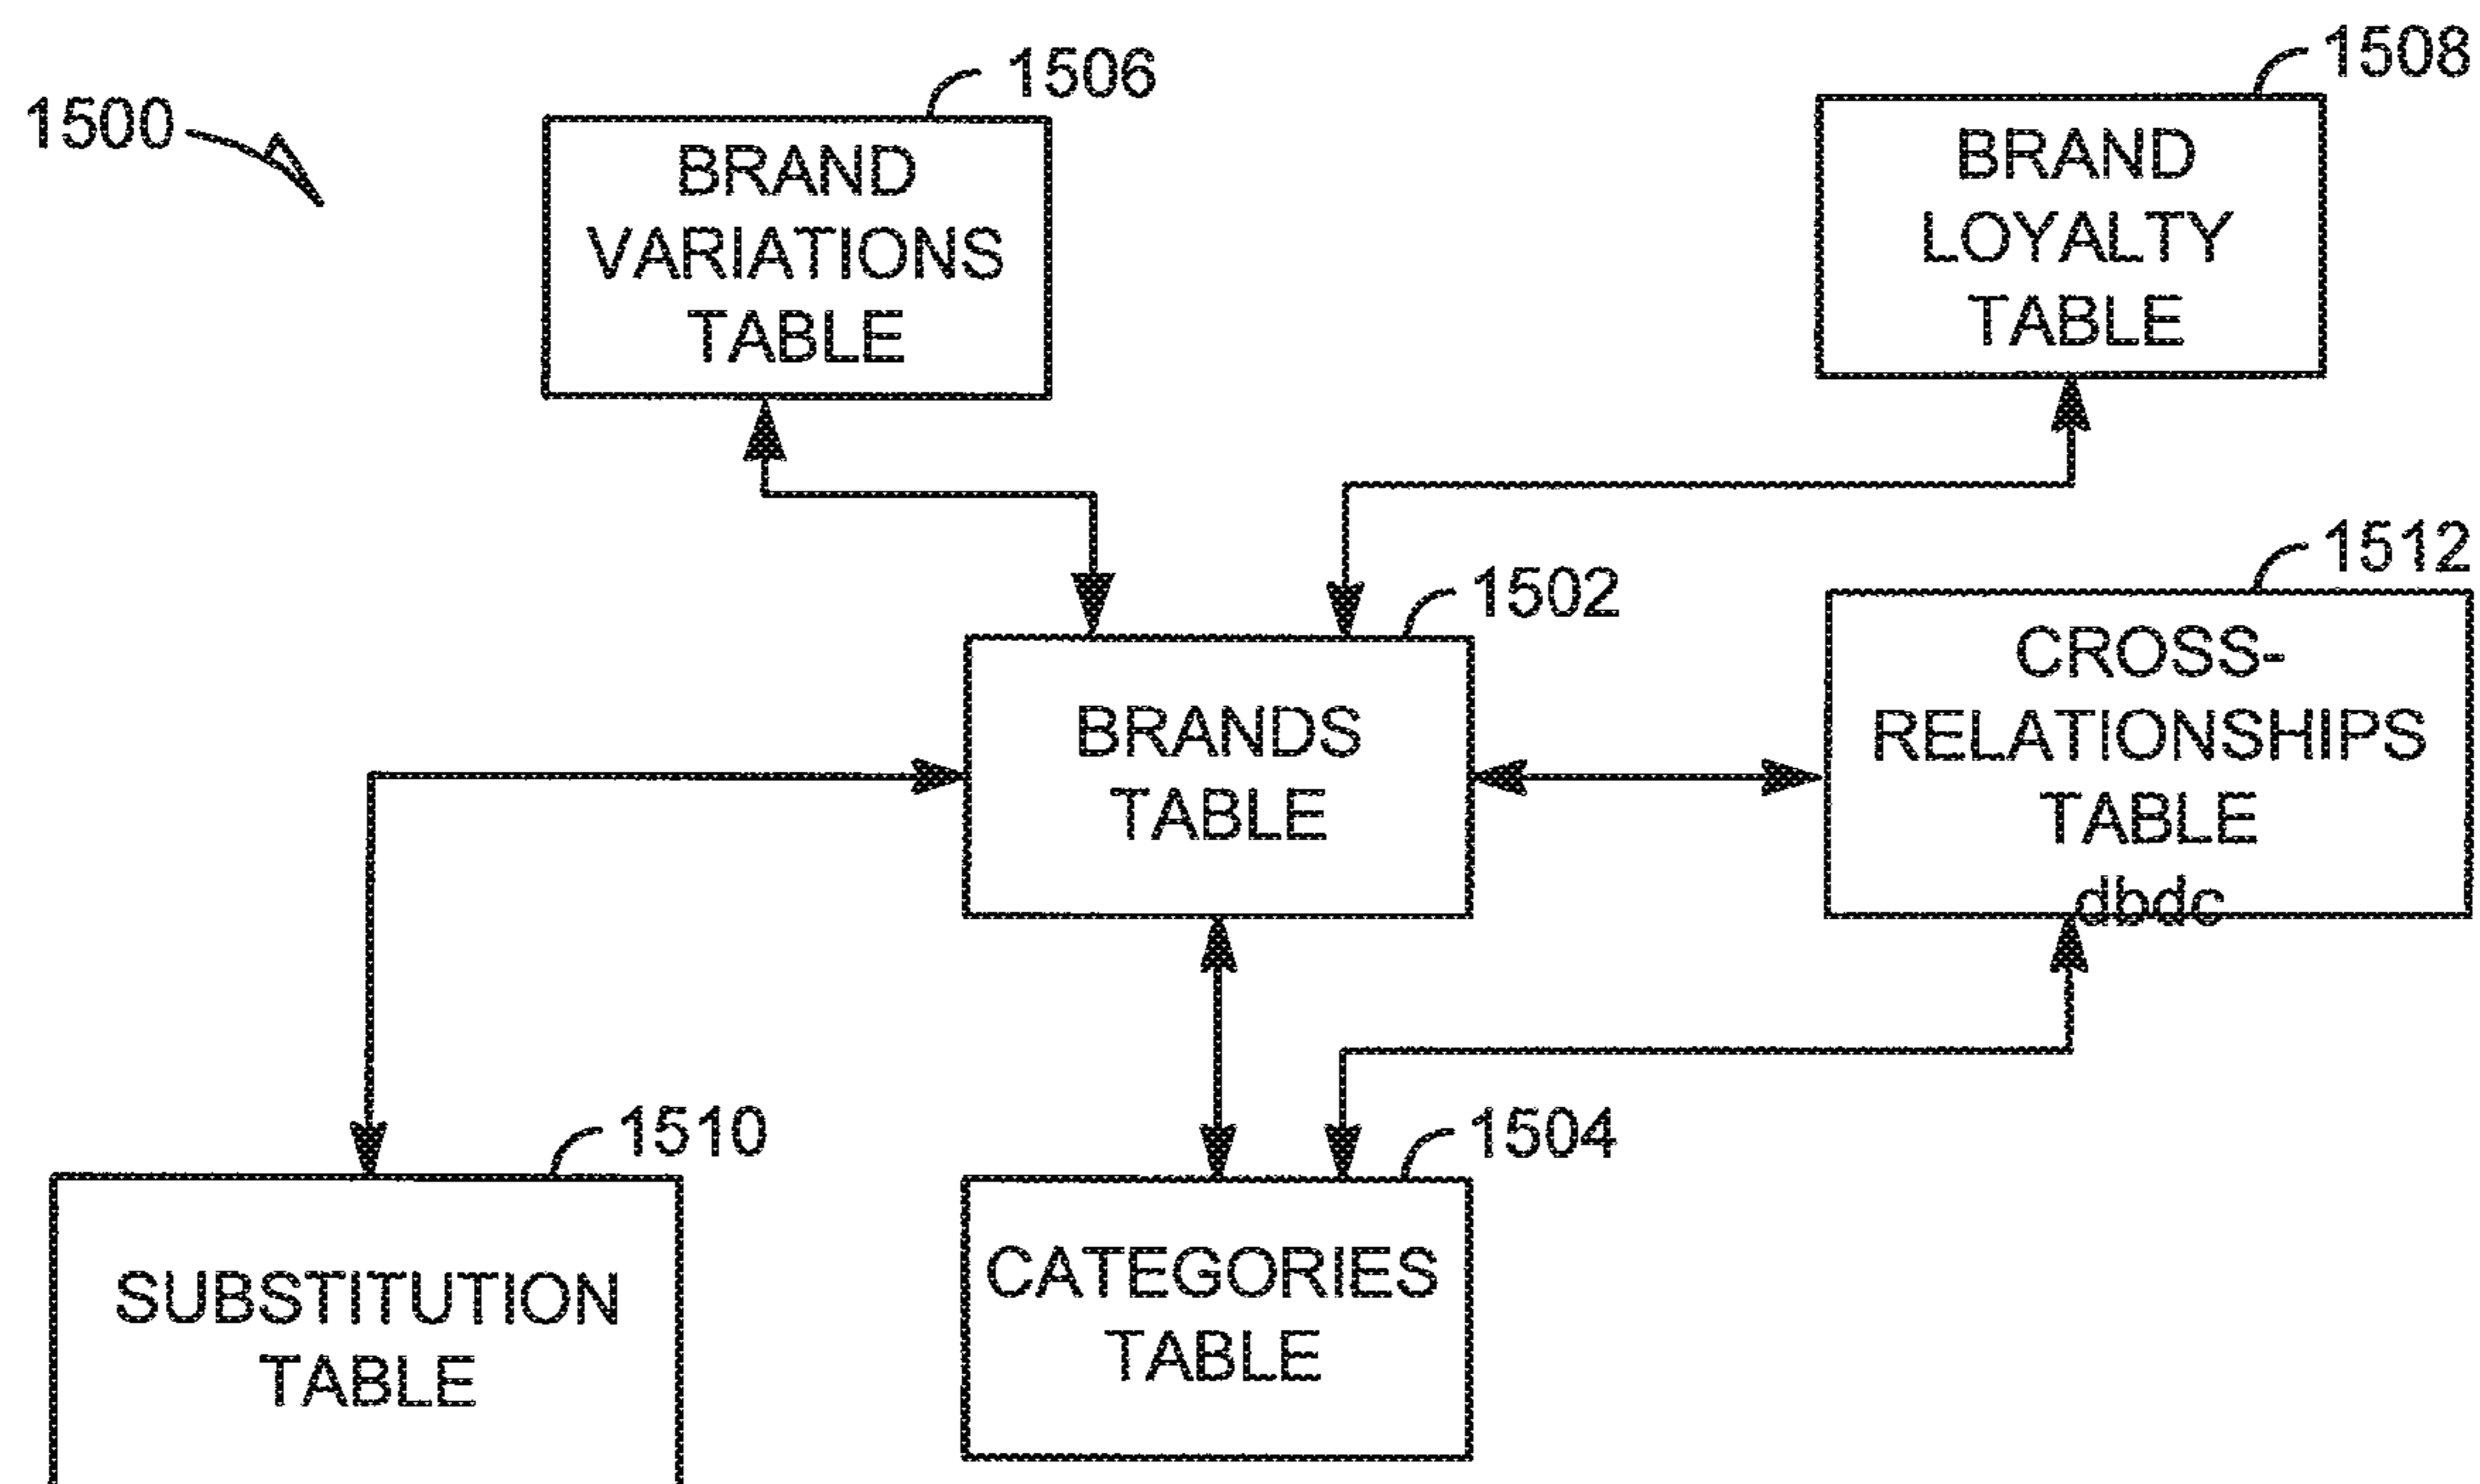 1500
1506
BRAND
VARIATIONS
TABLE
1508
BRAND
LOYALTY
TABLE
1502
BRANDS
TABLE
1512
CROSS-
RELATIONSHIPS
TABLE
dbdc
1510
SUBSTITUTION
TABLE
1504
CATEGORIES
TABLE